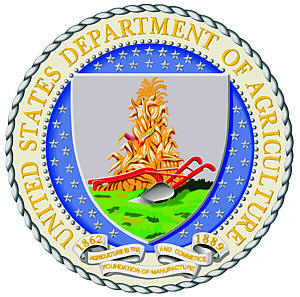 UNITED STATES DEPARTMENT OF AGRICULTURE
1862 1889
AGRICULTURE IS THE AND COMMERCE
FOUNDATION OF MANUFACTURE